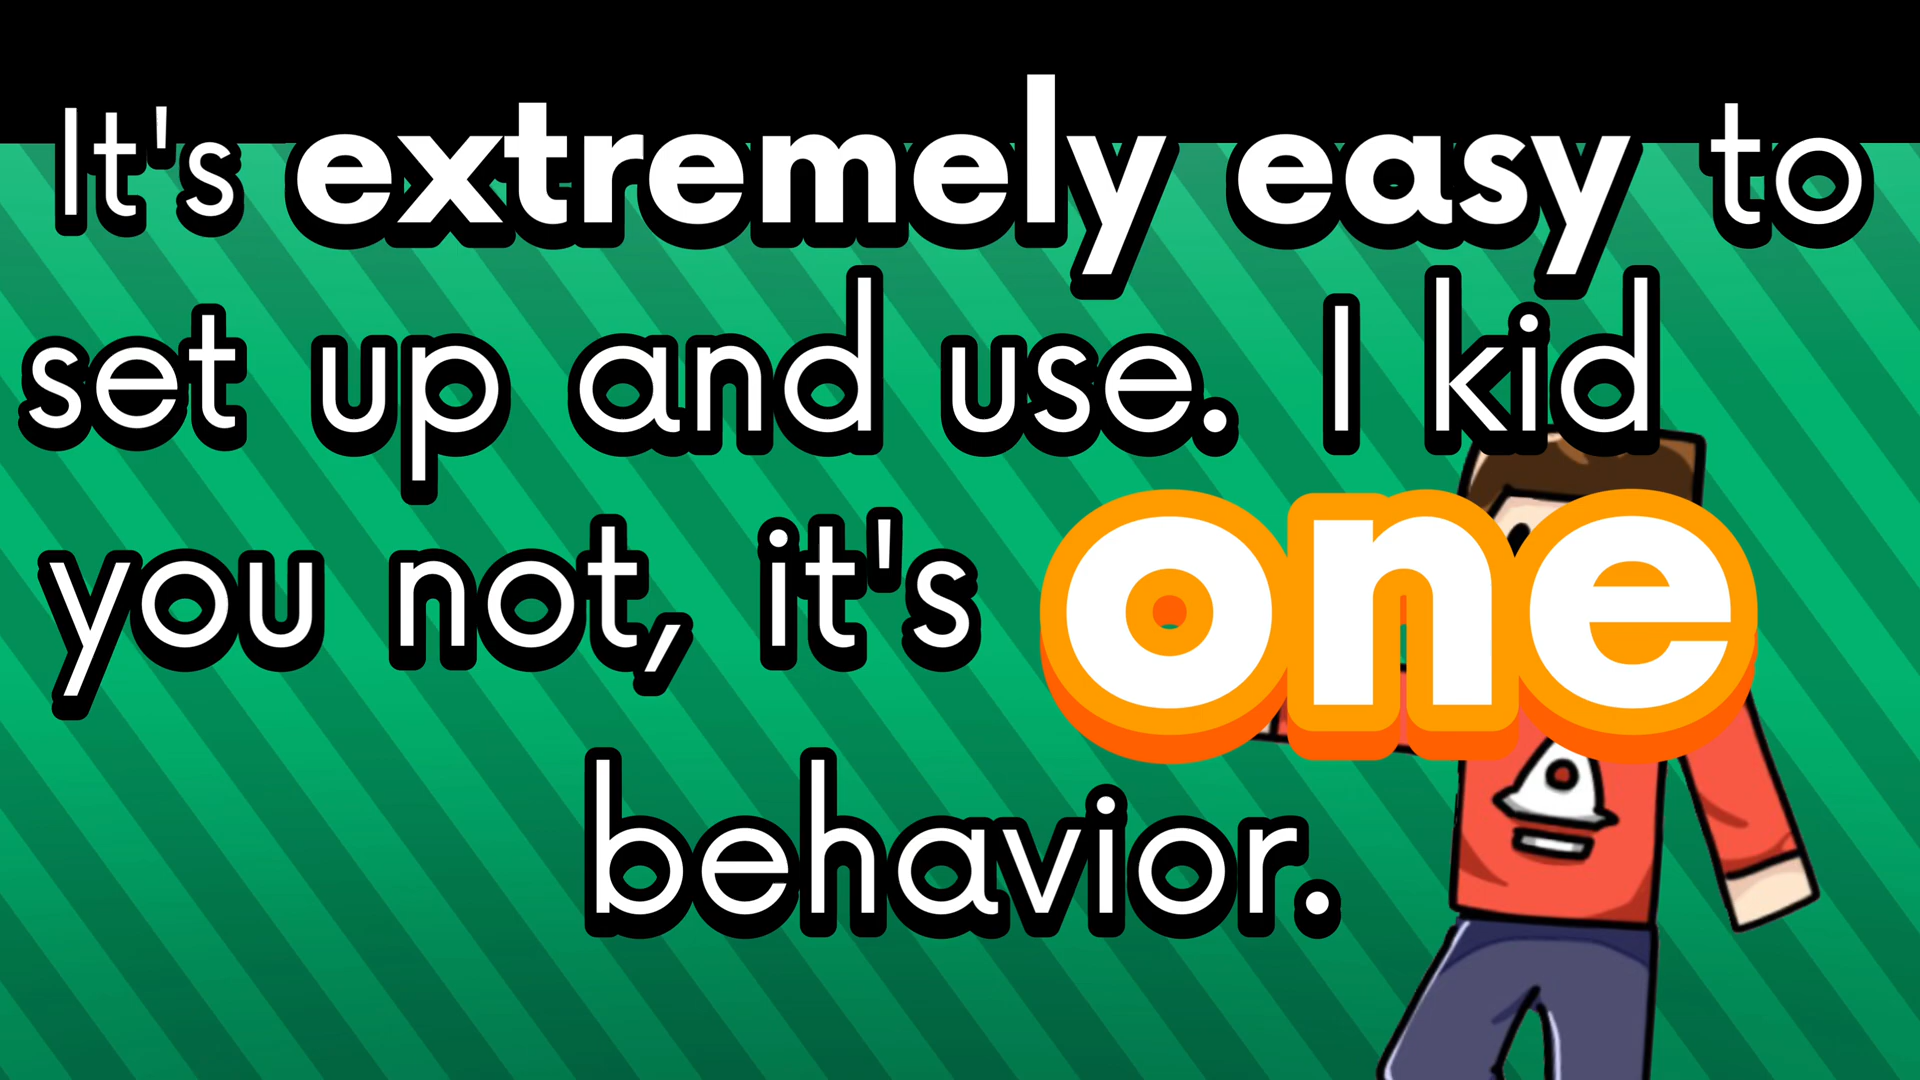 It's extremely easy to
set up and use. I kid
you not, it's one
behavior.